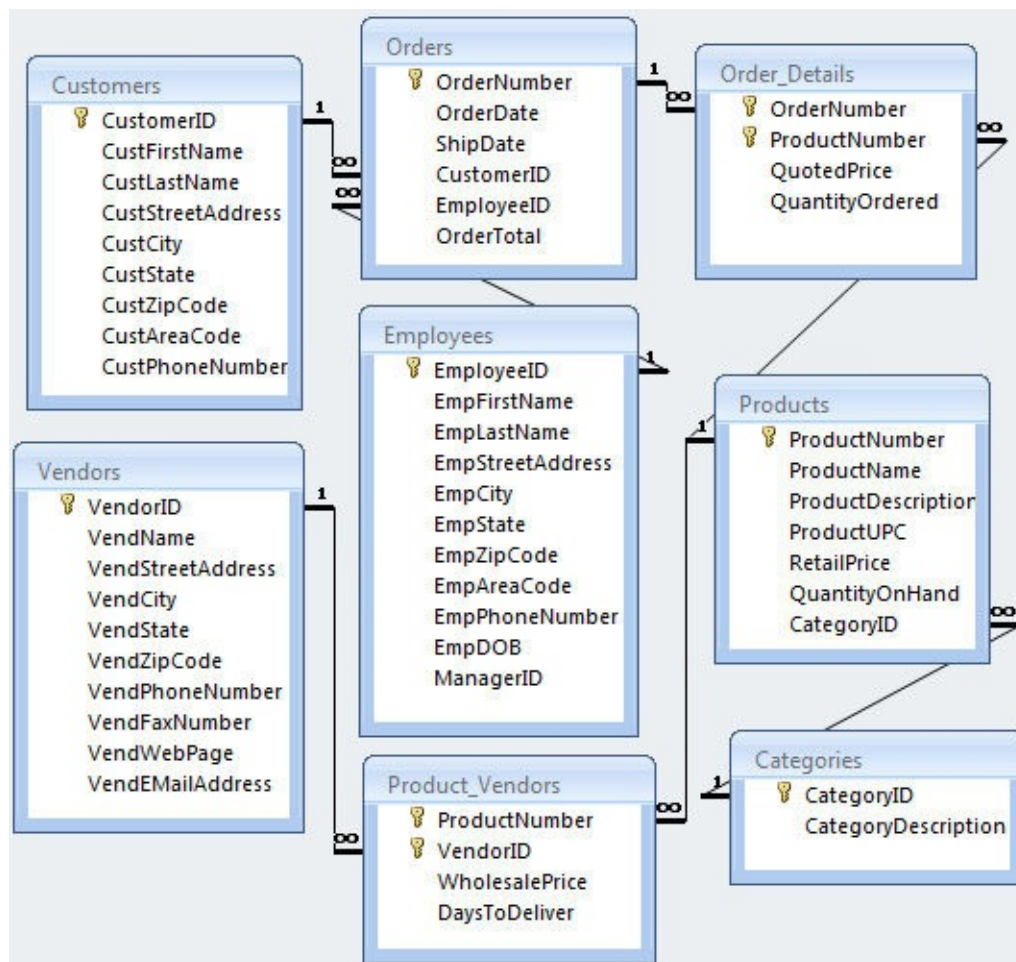 Customers
CustomerID
CustFirstName
CustLastName
CustStreetAddress
CustCity
CustState
CustZipCode
CustAreaCode
CustPhoneNumber
1
∞
Orders
OrderNumber
OrderDate
ShipDate
CustomerID
EmployeeID
OrderTotal
∞
1
∞
Order_Details
OrderNumber
ProductNumber
QuotedPrice
QuantityOrdered
∞
Employees
EmployeeID
EmpFirstName
EmpLastName
EmpStreetAddress
EmpCity
EmpState
EmpZipCode
EmpAreaCode
EmpPhoneNumber
EmpDOB
ManagerID
1
Products
ProductNumber
ProductName
ProductDescription
ProductUPC
RetailPrice
QuantityOnHand
CategoryID
1
∞
Vendors
VendorID
VendName
VendStreetAddress
VendCity
VendState
VendZipCode
VendPhoneNumber
VendFaxNumber
VendWebPage
VendEMailAddress
1
∞
Product_Vendors
ProductNumber
VendorID
WholesalePrice
DaysToDeliver
∞
1
Categories
CategoryID
CategoryDescription